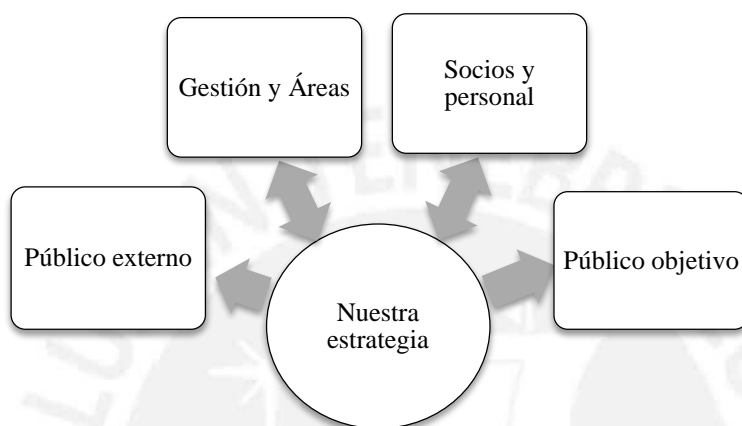 Gestión y Áreas
Socios y
personal
Público externo
Público objetivo
Nuestra
estrategia